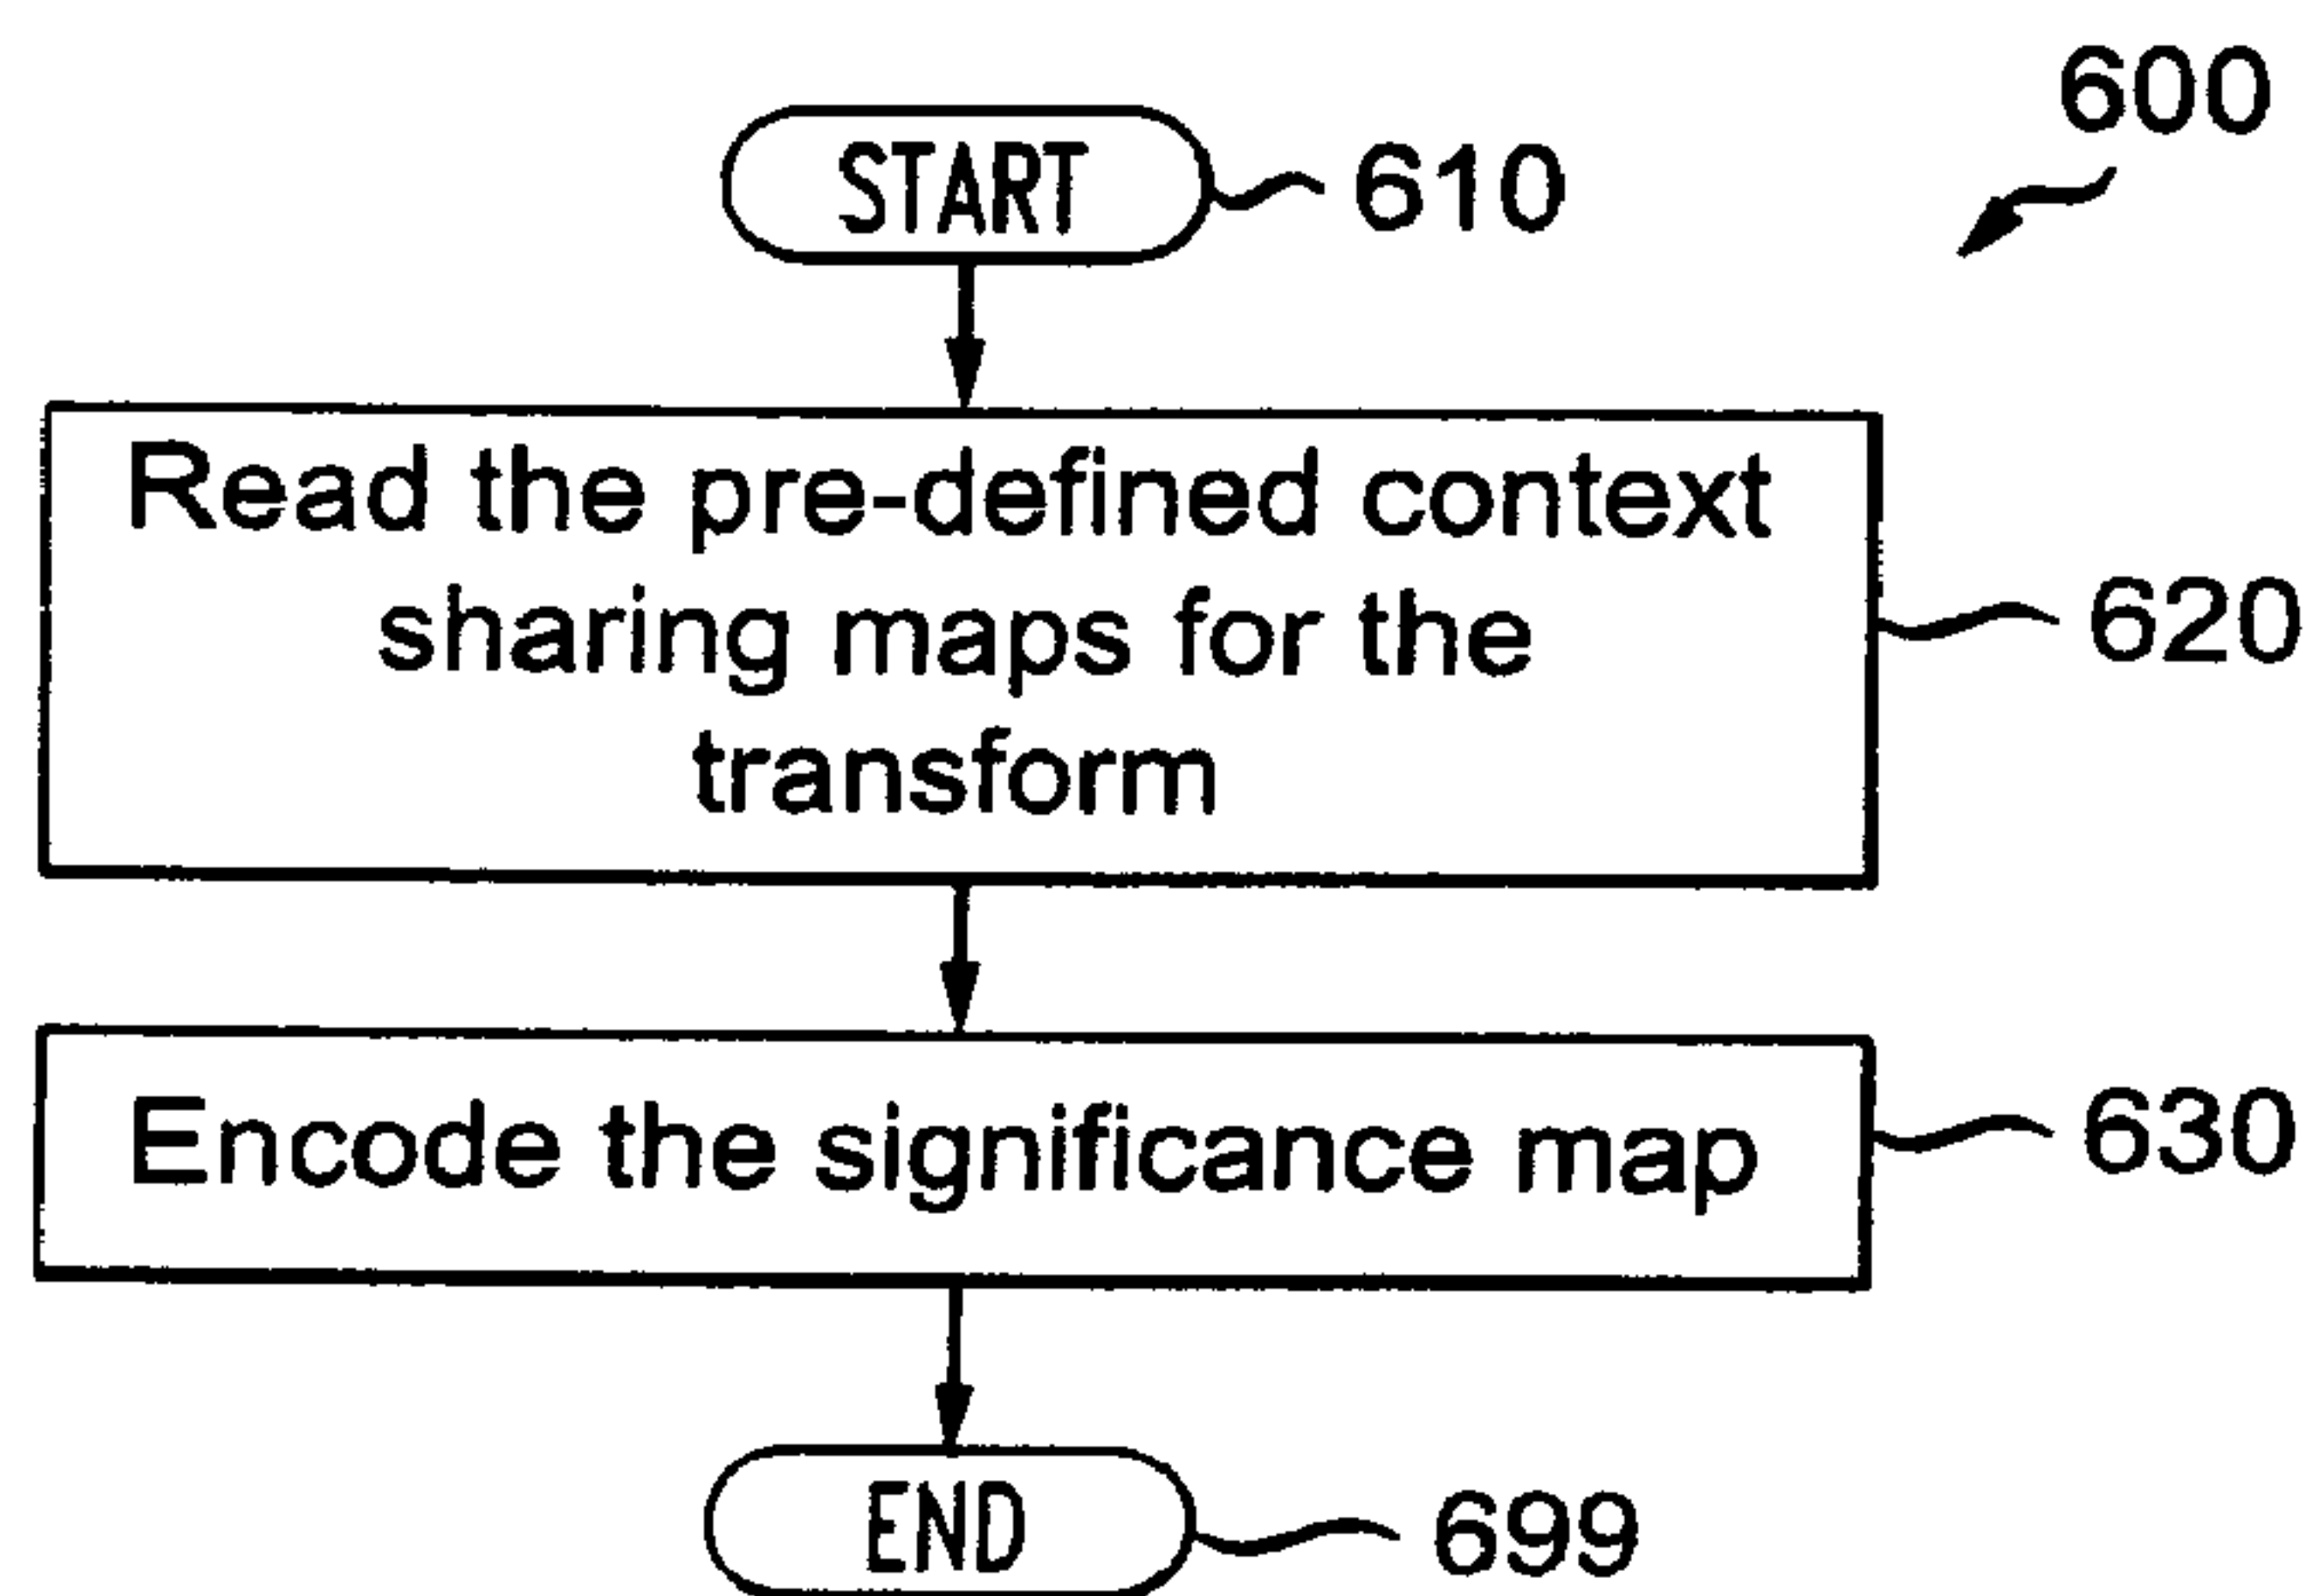 600
START 610
Read the pre-defined context
sharing maps for the
transform
620
Encode the significance map 630
END 699